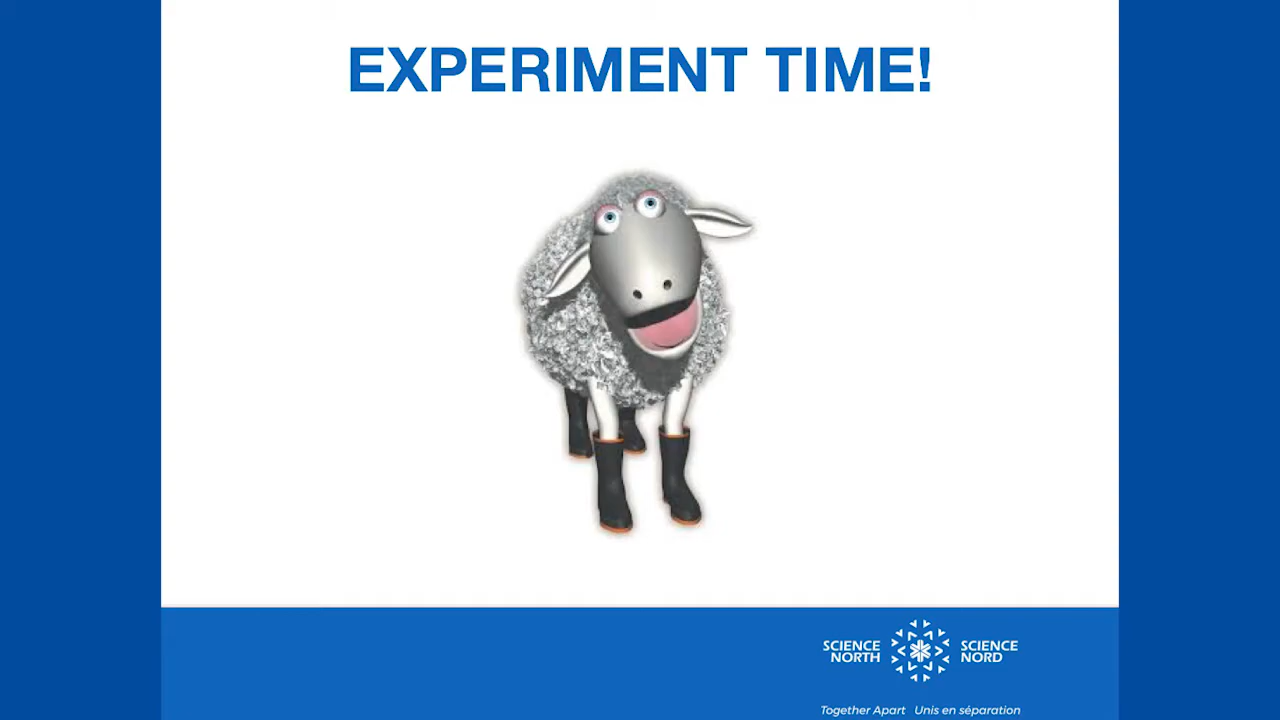 EXPERIMENT TIME!
SCIENCE NORTH
SCIENCE NORD
Together Apart Unis en séparation